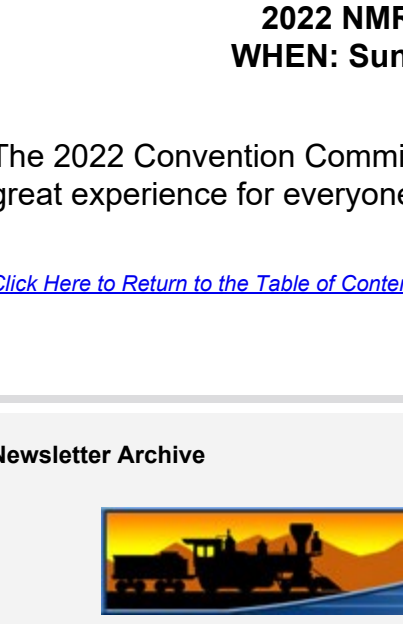 2022 NMR
WHEN: Sun
The 2022 Convention Commi
great experience for everyone
Click Here to Return to the Table of Conten
Newsletter Archive